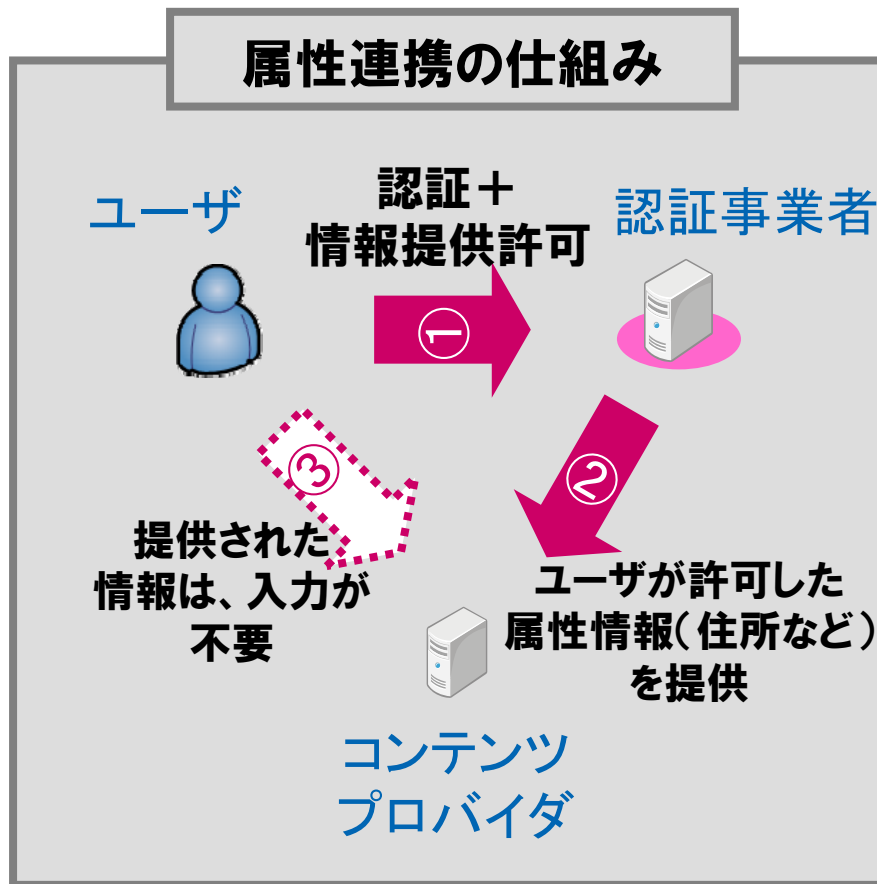 属性連携の仕組み
ユーザ
認証＋
情報提供許可
認証事業者
①
③
②
提供された
情報は、入力が
不要
ユーザが許可した
属性情報（住所など）
を提供
コンテンツ
プロバイダ